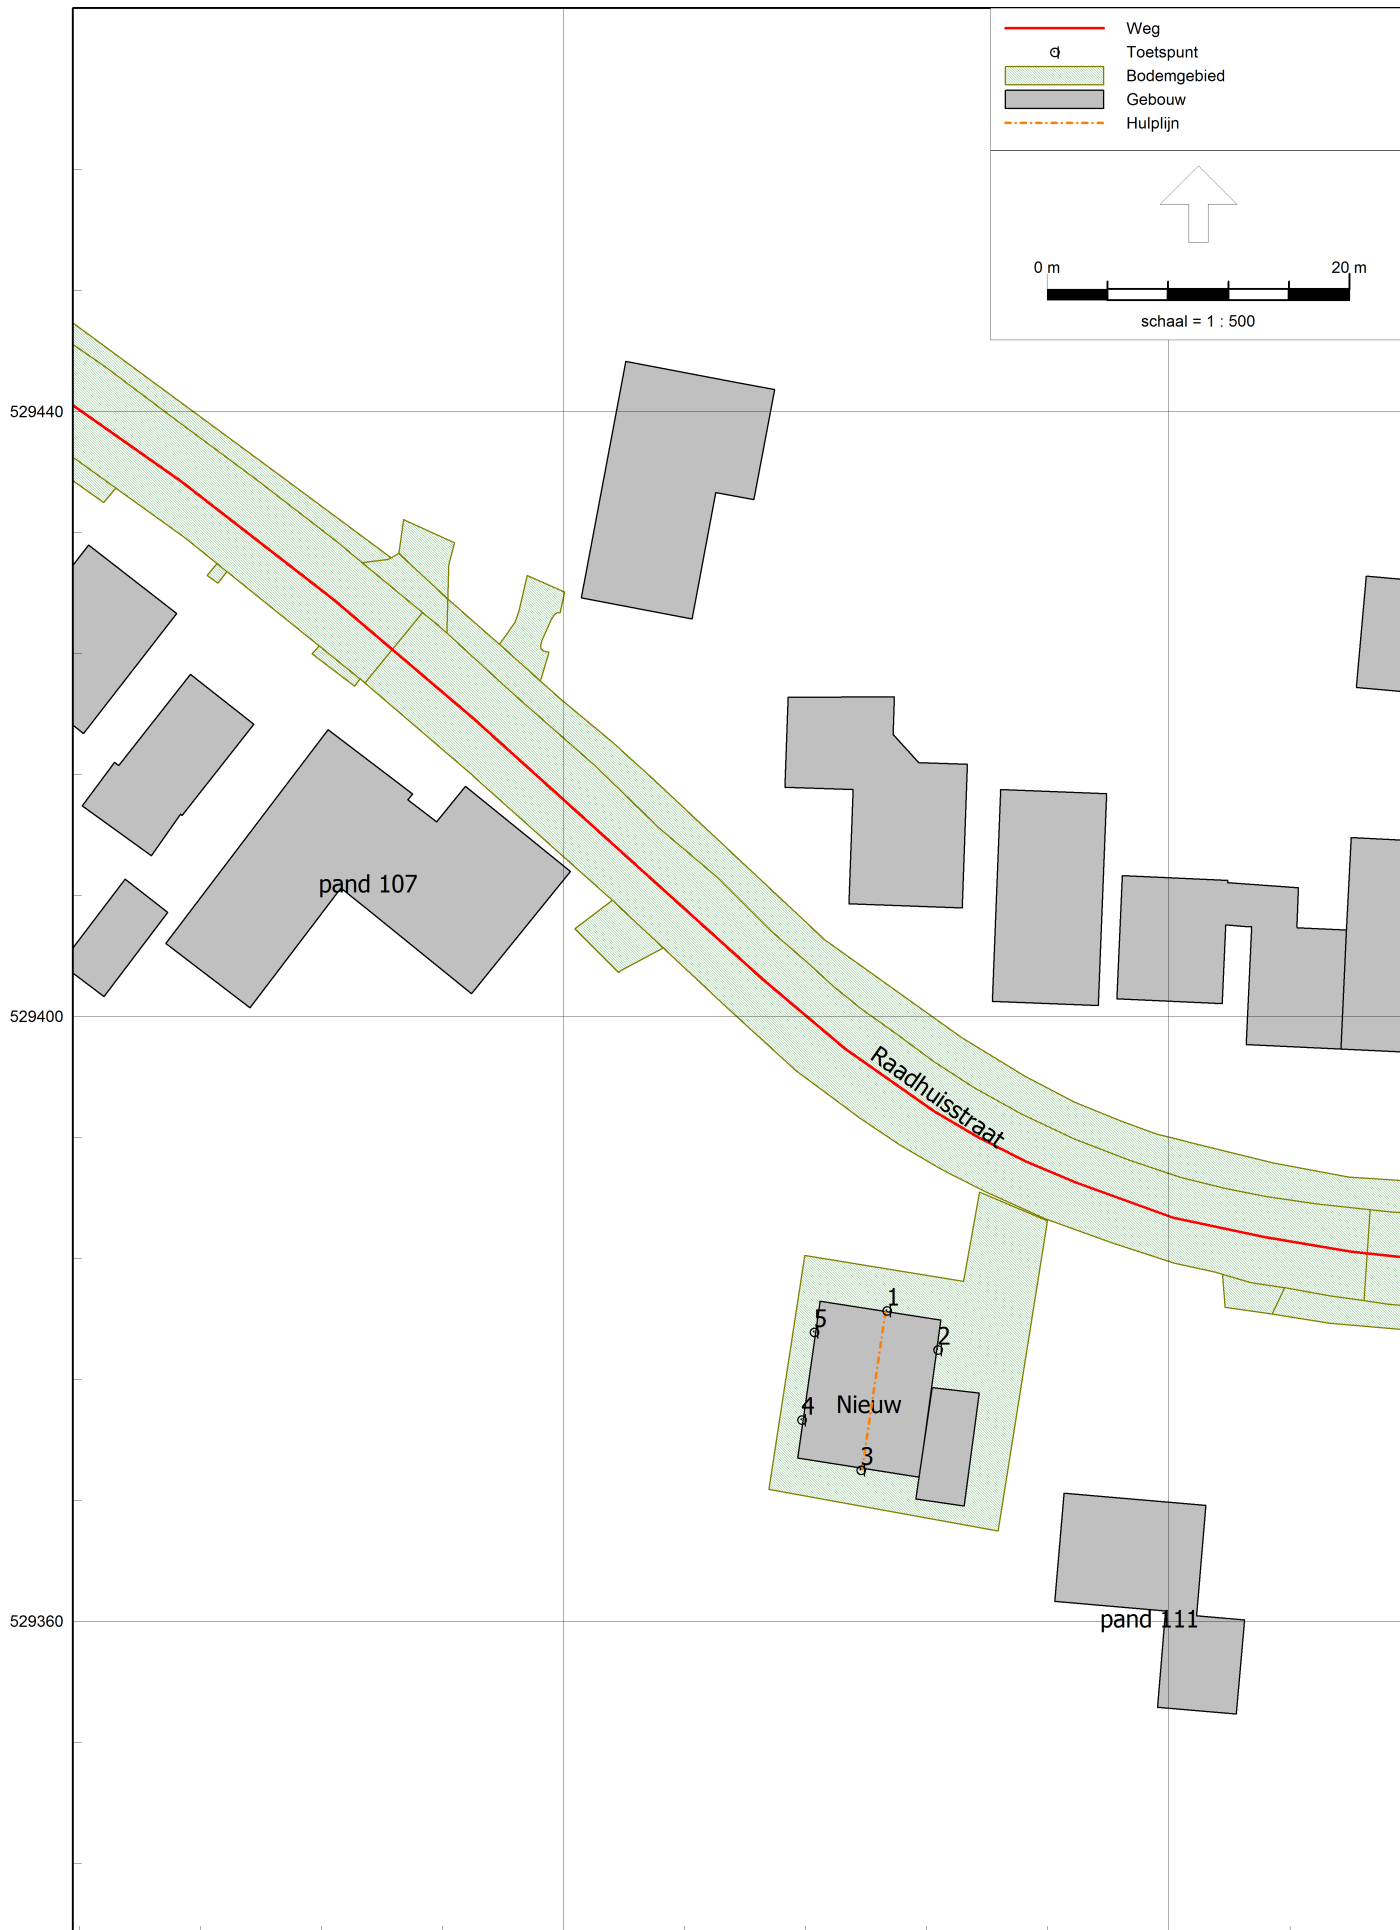 Weg
Toetspunt
Bodemgebied
Gebouw
Hulplijn
0 m 20 m
schaal = 1 : 500
529440
pand 107
529400
Raadhuisstraat
1
5
2
Nieuw
4
3
529360
pand 111